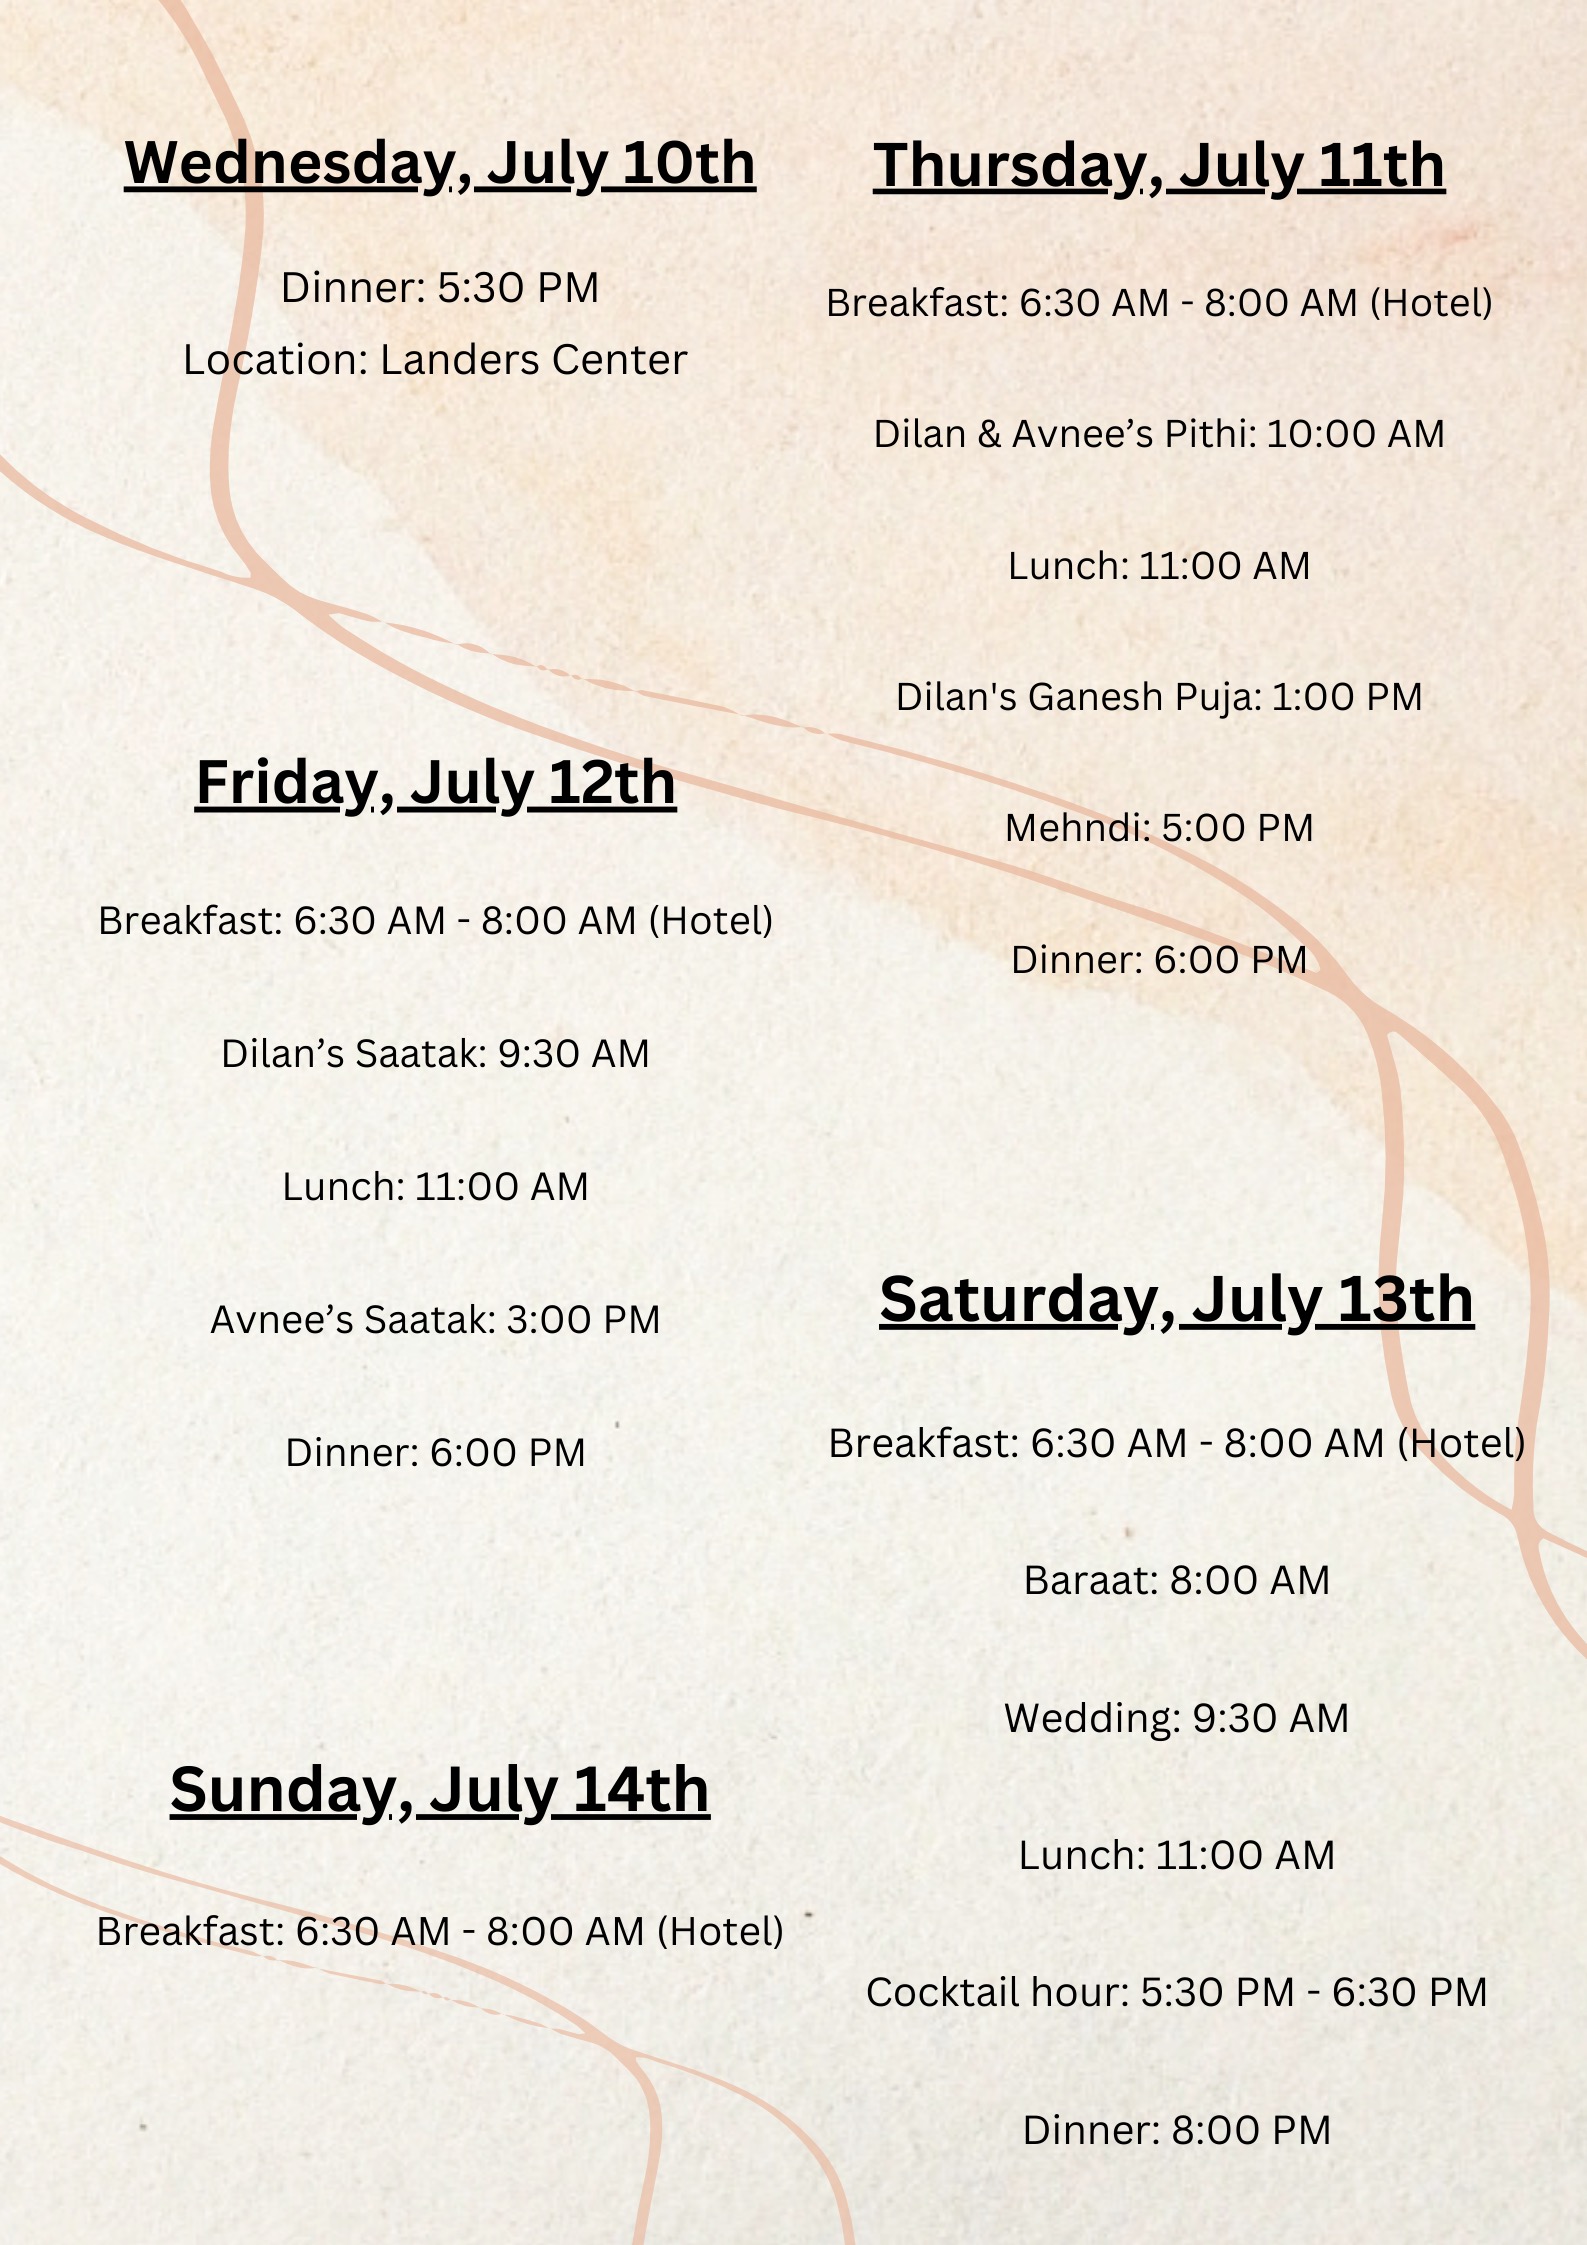 Wednesday, July 10th
Dinner: 5:30 PM
Location: Landers Center
Thursday, July 11th
Breakfast: 6:30 AM - 8:00 AM (Hotel)
Dilan & Avnee’s Pithi: 10:00 AM
Lunch: 11:00 AM
Dilan's Ganesh Puja: 1:00 PM
Mehndi: 5:00 PM
Dinner: 6:00 PM
Friday, July 12th
Breakfast: 6:30 AM - 8:00 AM (Hotel)
Dilan’s Saatak: 9:30 AM
Lunch: 11:00 AM
Avnee’s Saatak: 3:00 PM
Dinner: 6:00 PM
Saturday, July 13th
Breakfast: 6:30 AM - 8:00 AM (Hotel)
Baraat: 8:00 AM
Wedding: 9:30 AM
Lunch: 11:00 AM
Cocktail hour: 5:30 PM - 6:30 PM
Dinner: 8:00 PM
Sunday, July 14th
Breakfast: 6:30 AM - 8:00 AM (Hotel)